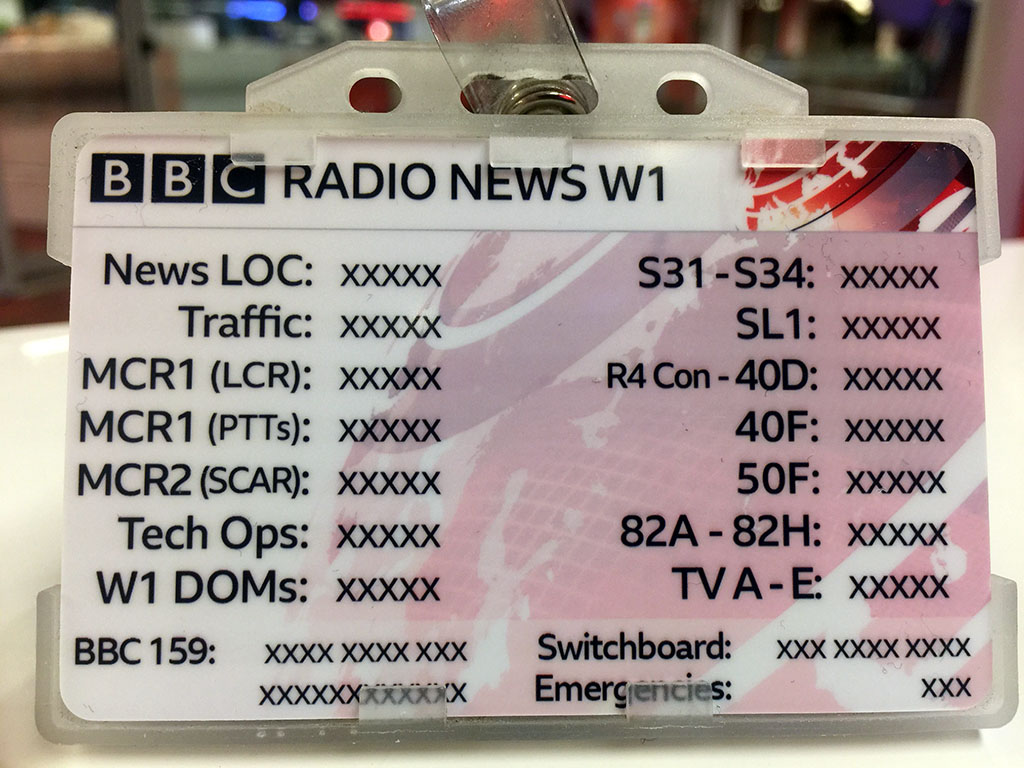 BBC RADIO NEWS W1
News LOC: XXXXX
Traffic: XXXXX
MCR1 (LCR): XXXXX
MCR1 (PTTs): XXXXX
MCR2 (SCAR): XXXXX
Tech Ops: XXXXX
W1 DOMs: XXXXX
S31 - S34: XXXXX
SL1: XXXXX
R4 Con - 40D: XXXXX
40F: XXXXX
50F: XXXXX
82A - 82H: XXXXX
TV A - E: XXXXX
BBC 159: XXXX XXXX XXX
XXXXXXXXXXXX
Switchboard: XXX XXXX XXXX
Emergencies: XXX